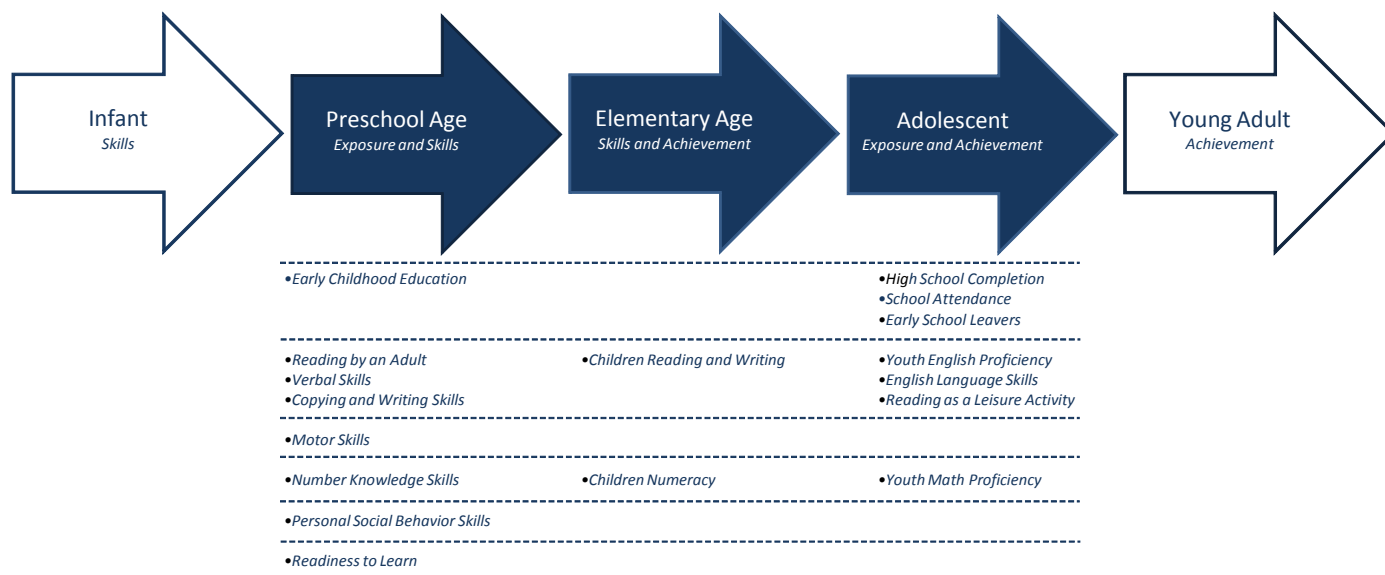 Infant
Skills
Preschool Age
Exposure and Skills
Elementary Age
Skills and Achievement
Adolescent
Exposure and Achievement
Young Adult
Achievement
•Early Childhood Education
•High School Completion
•School Attendance
•Early School Leavers
•Reading by an Adult
•Verbal Skills
•Copying and Writing Skills
•Children Reading and Writing
•Youth English Proficiency
•English Language Skills
•Reading as a Leisure Activity
•Motor Skills
•Number Knowledge Skills
•Children Numeracy
•Youth Math Proficiency
•Personal Social Behavior Skills
•Readiness to Learn